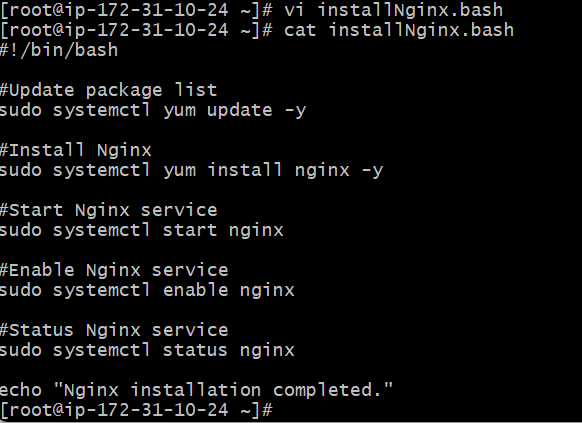 [root@ip-172-31-10-24 ~]# vi installNginx.bash
[root@ip-172-31-10-24 ~]# cat installNginx.bash
#!/bin/bash
#Update package list
sudo systemctl yum update -y
#Install Nginx
sudo systemctl yum install nginx -y
#Start Nginx service
sudo systemctl start nginx
#Enable Nginx service
sudo systemctl enable nginx
#Status Nginx service
sudo systemctl status nginx
echo "Nginx installation completed."
[root@ip-172-31-10-24 ~]#